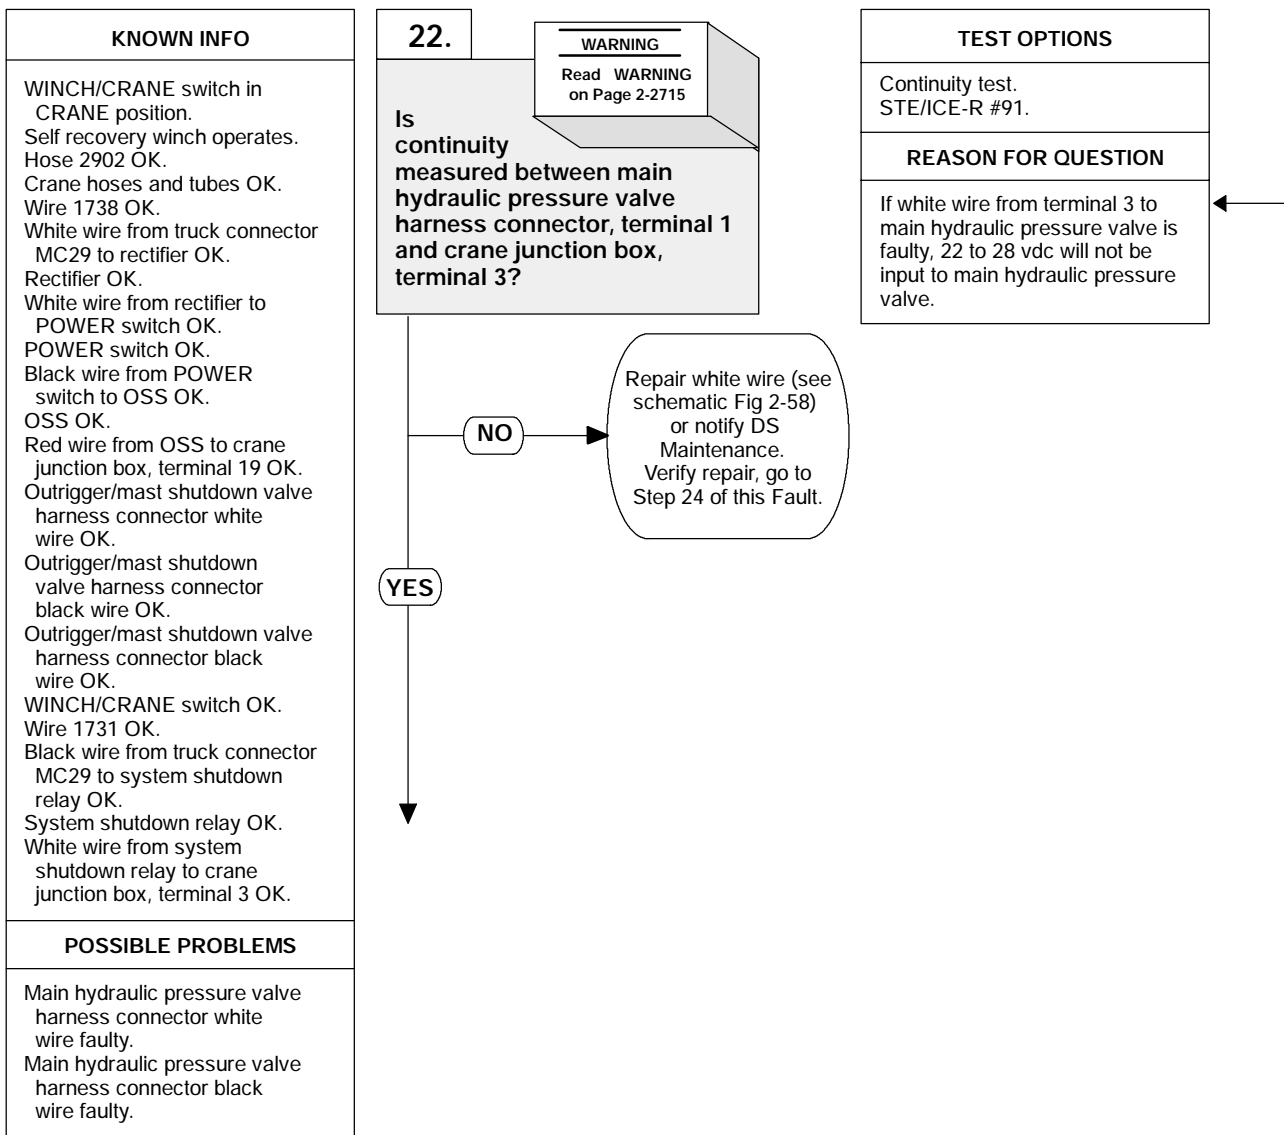 KNOWN INFO
WINCH/CRANE switch in
CRANE position.
Self recovery winch operates.
Hose 2902 OK.
Crane hoses and tubes OK.
Wire 1738 OK.
White wire from truck connector
MC29 to rectifier OK.
Rectifier OK.
White wire from rectifier to
POWER switch OK.
POWER switch OK.
Black wire from POWER
switch to OSS OK.
OSS OK.
Red wire from OSS to crane
junction box, terminal 19 OK.
Outrigger/mast shutdown valve
harness connector white
wire OK.
Outrigger/mast shutdown
valve harness connector
black wire OK.
Outrigger/mast shutdown valve
harness connector black
wire OK.
WINCH/CRANE switch OK.
Wire 1731 OK.
Black wire from truck connector
MC29 to system shutdown
relay OK.
System shutdown relay OK.
White wire from system
shutdown relay to crane
junction box, terminal 3 OK.
POSSIBLE PROBLEMS
Main hydraulic pressure valve
harness connector white
wire faulty.
Main hydraulic pressure valve
harness connector black
wire faulty.
22.
WARNING
Read WARNING
on Page 2-2715
Is
continuity
measured between main
hydraulic pressure valve
harness connector, terminal 1
and crane junction box,
terminal 3?
NO
Repair white wire (see
schematic Fig 2-58)
or notify DS
Maintenance.
Verify repair, go to
Step 24 of this Fault.
YES
TEST OPTIONS
Continuity test.
STE/ICE-R #91.
REASON FOR QUESTION
If white wire from terminal 3 to
main hydraulic pressure valve is
faulty, 22 to 28 vdc will not be
input to main hydraulic pressure
valve.